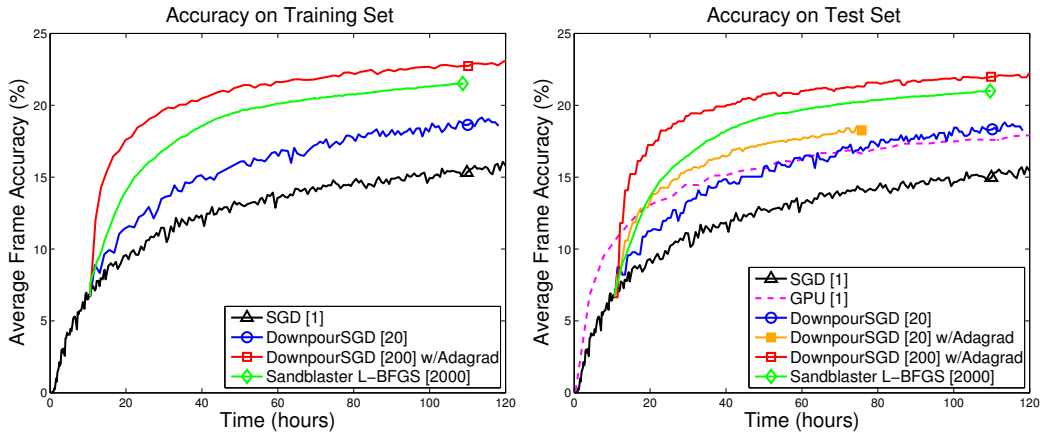 Accuracy on Training Set
25
20
15
10
5
0
0 20 40 60 80 100 120
Average Frame Accuracy (%)
Time (hours)
SGD [1]
DownpourSGD [20]
DownpourSGD [200] w/Adagrad
Sandblaster L−BFGS [2000]
Accuracy on Test Set
25
20
15
10
5
0
0 20 40 60 80 100 120
Average Frame Accuracy (%)
Time (hours)
SGD [1]
GPU [1]
DownpourSGD [20]
DownpourSGD [20] w/Adagrad
DownpourSGD [200] w/Adagrad
Sandblaster L−BFGS [2000]